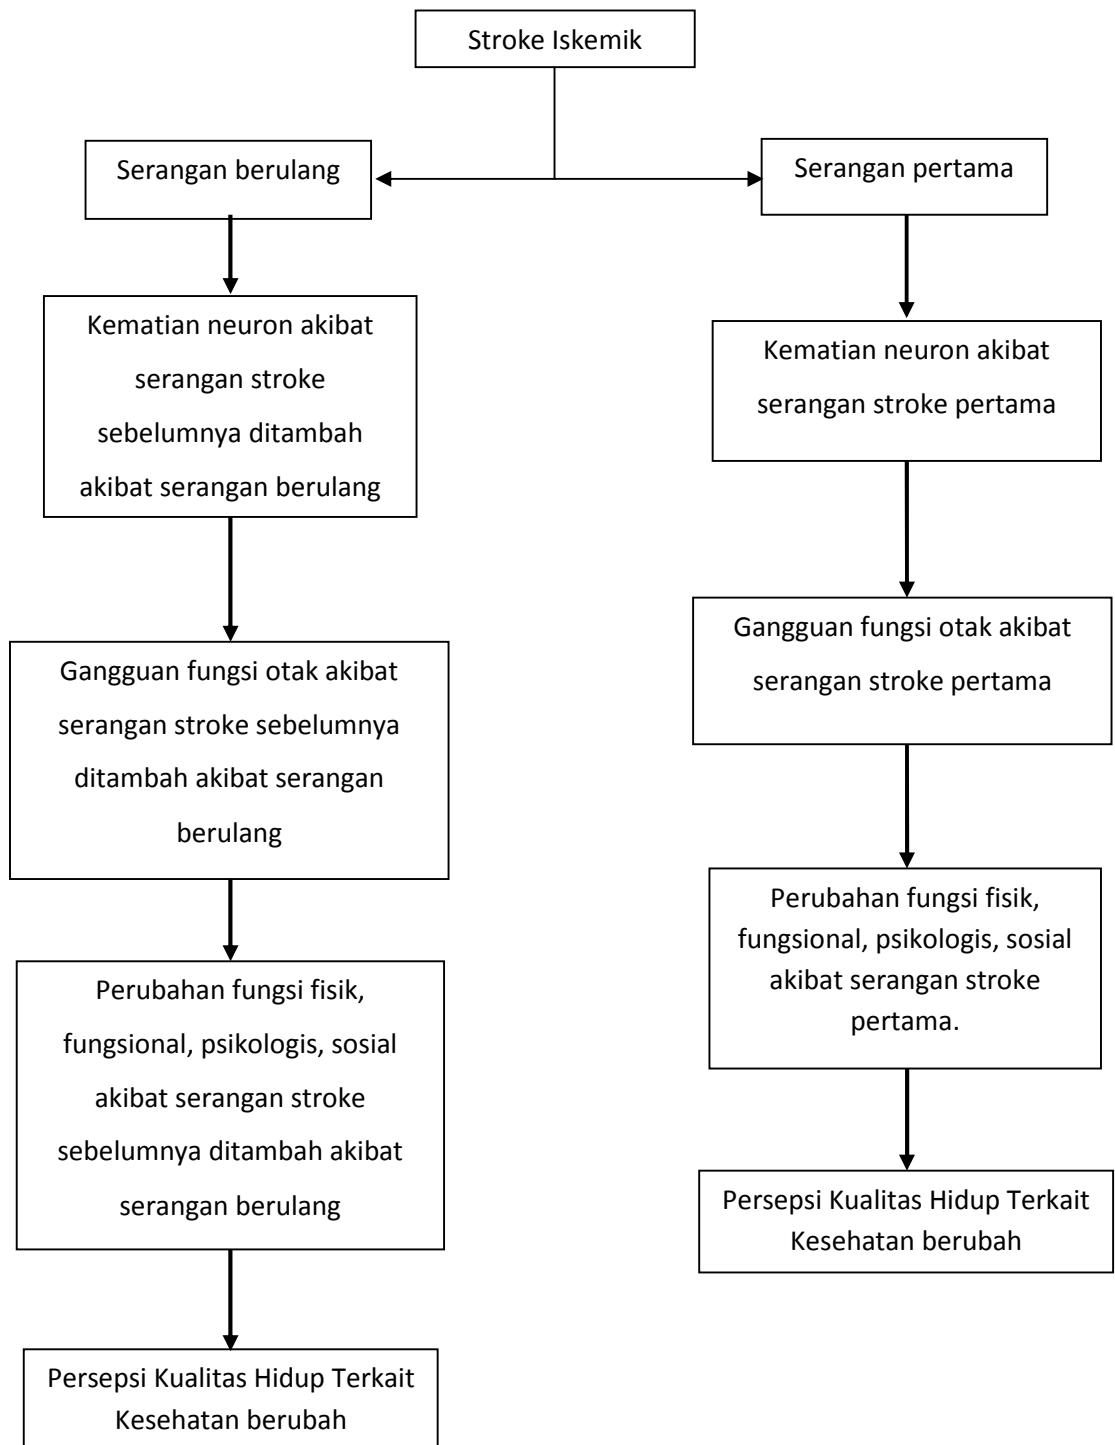 Stroke Iskemik
Serangan berulang
Serangan pertama
Kematian neuron akibat
serangan stroke
sebelumnya ditambah
akibat serangan berulang
Kematian neuron akibat
serangan stroke pertama
Gangguan fungsi otak akibat
serangan stroke sebelumnya
ditambah akibat serangan
berulang
Gangguan fungsi otak akibat
serangan stroke pertama
Perubahan fungsi fisik,
fungsional, psikologis, sosial
akibat serangan stroke
sebelumnya ditambah akibat
serangan berulang
Perubahan fungsi fisik,
fungsional, psikologis, sosial
akibat serangan stroke
pertama.
Persepsi Kualitas Hidup Terkait
Kesehatan berubah
Persepsi Kualitas Hidup Terkait
Kesehatan berubah